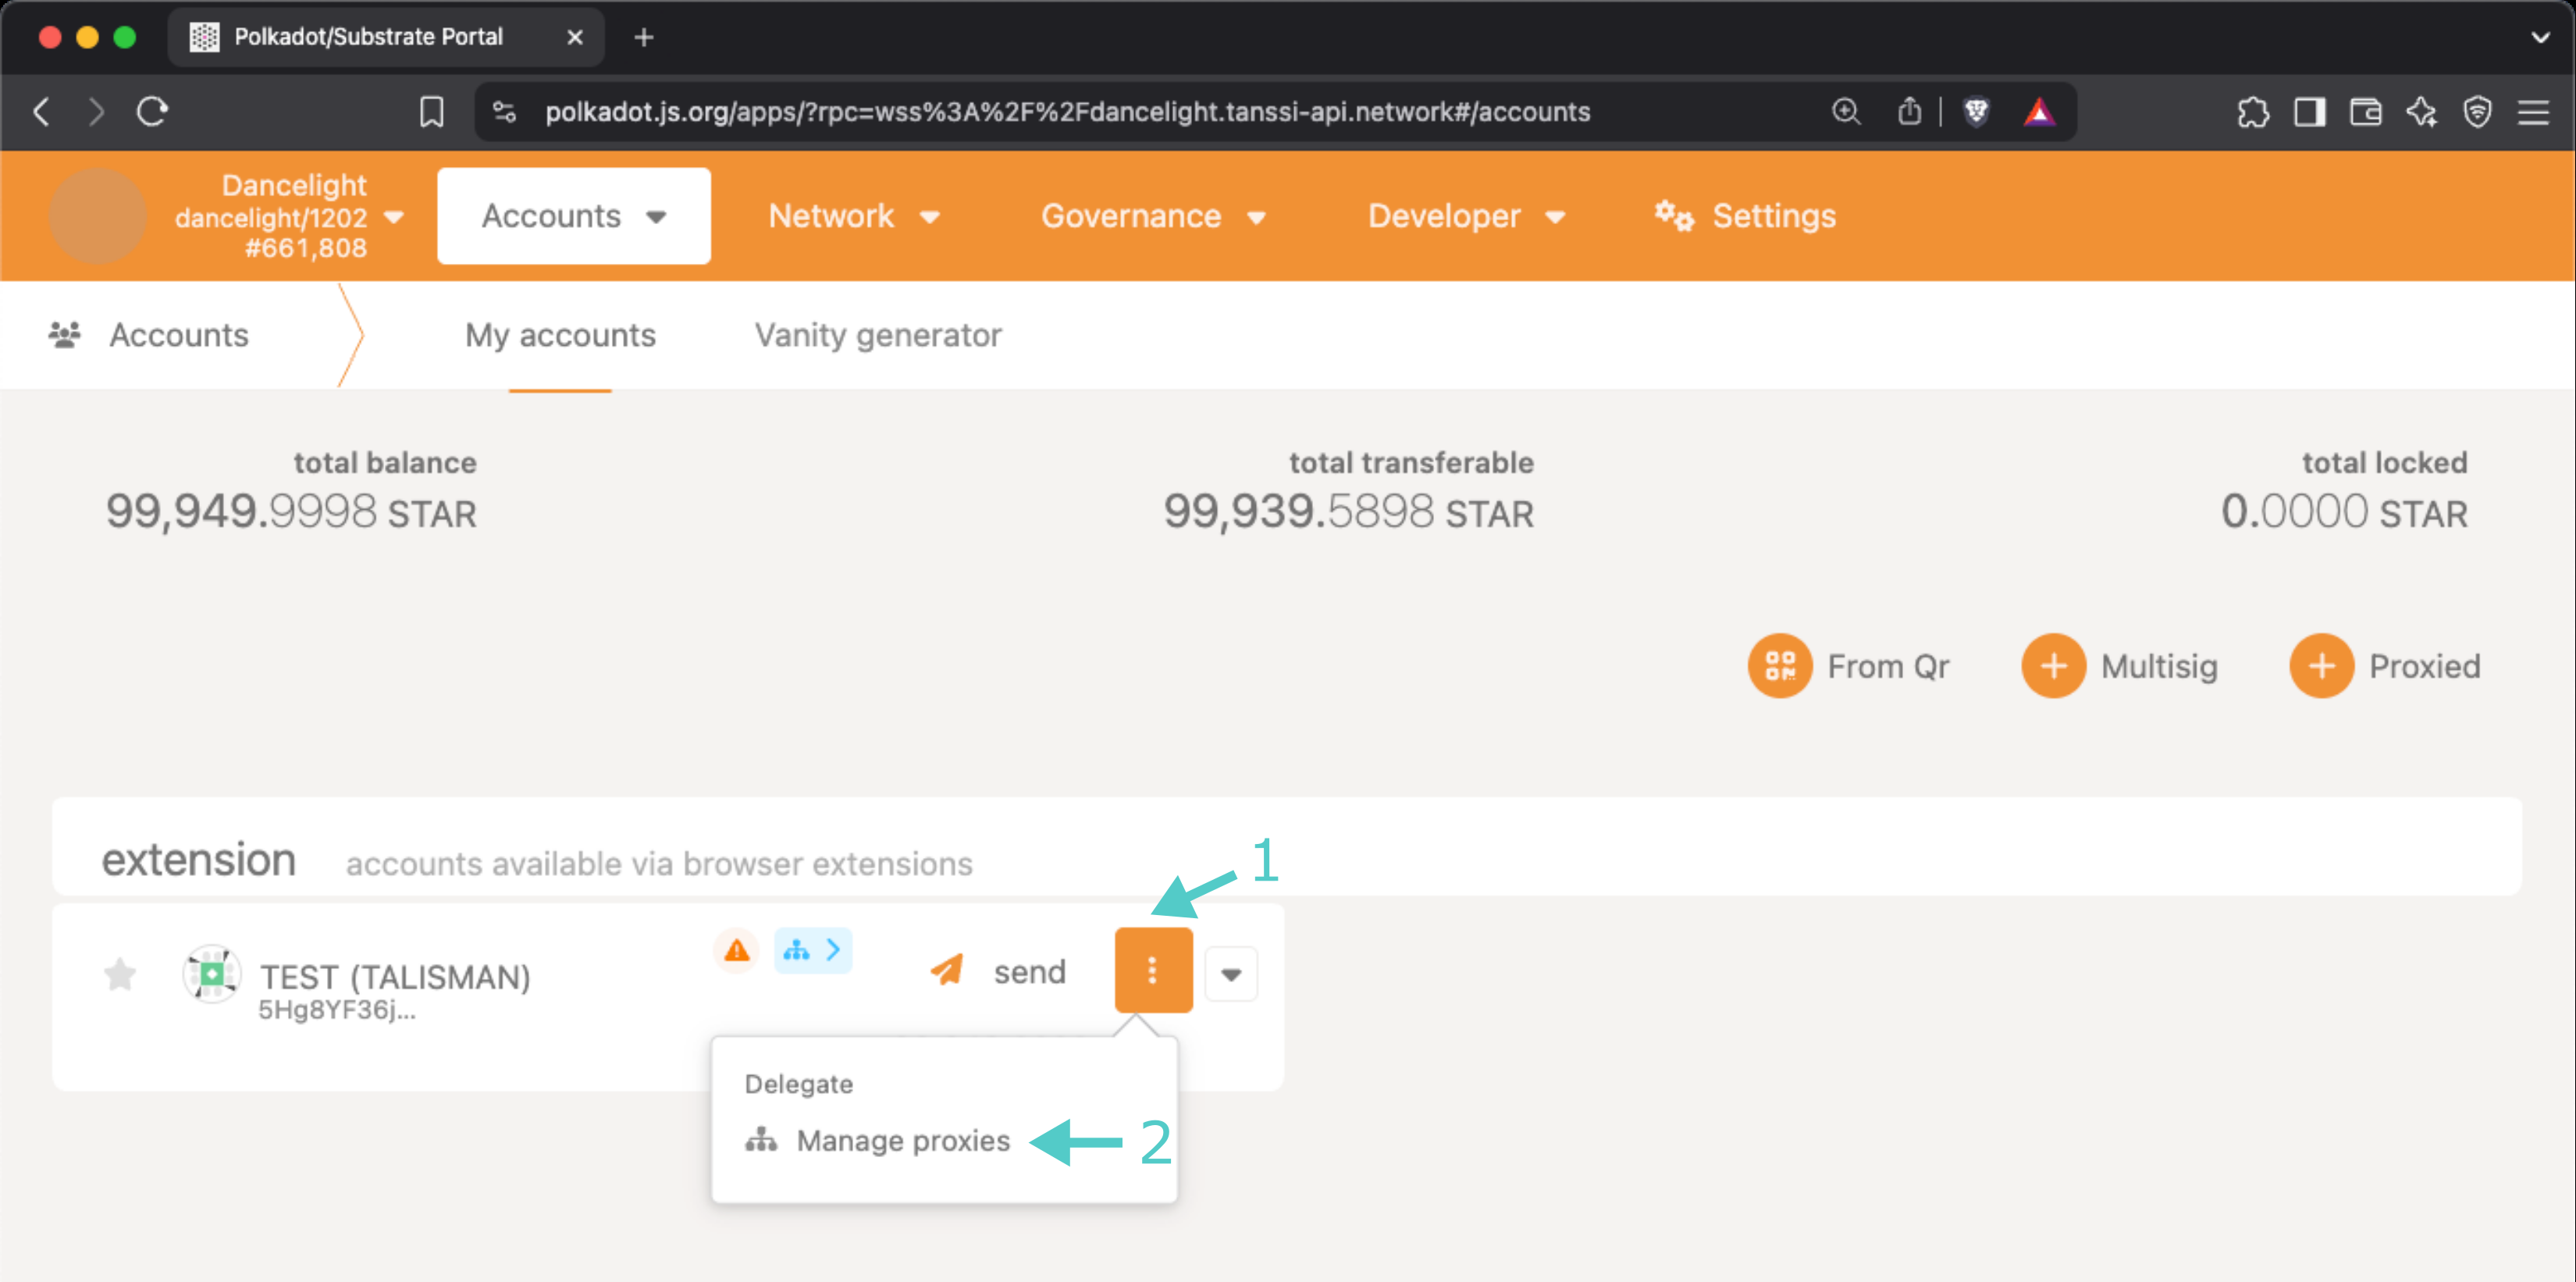 Polkadot/Substrate Portal
polkadot.js.org/apps/?rpc=wss%3A%2F%2Fdancelight.tanssi-api.network#/accounts
Dancelight
dancelight/1202
#661,808
Accounts
Network
Governance
Developer
Settings
Accounts
My accounts
Vanity generator
total balance
99,949.9998 STAR
total transferable
99,939.5898 STAR
total locked
0.0000 STAR
From Qr
Multisig
Proxied
extension
accounts available via browser extensions
1
TEST (TALISMAN)
5Hg8YF36j...
send
Delegate
Manage proxies
2